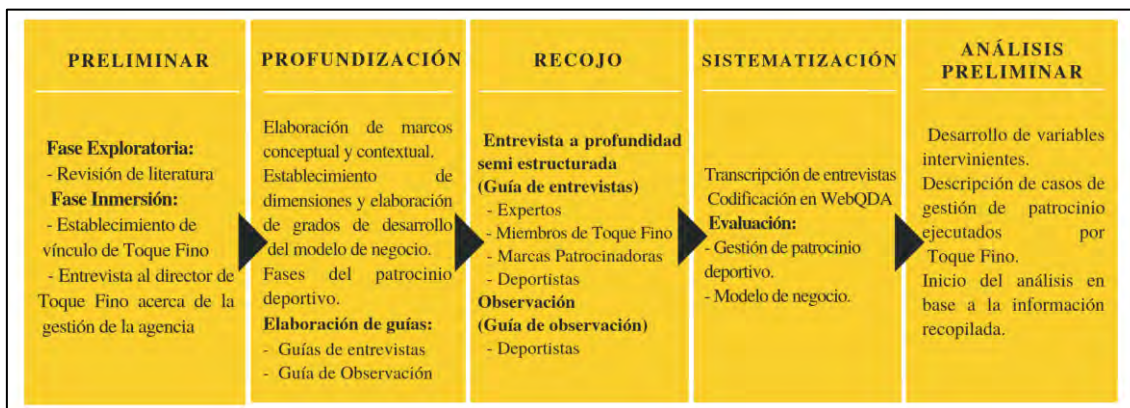 PRELIMINAR
Fase Exploratoria:
- Revisión de literatura
Fase Inmersión:
- Establecimiento de
vínculo de Toque Fino
- Entrevista al director de
Toque Fino acerca de la
gestión de la agencia
PROFUNDIZACIÓN
Elaboración de marcos
conceptual y contextual.
Establecimiento de
dimensiones y elaboración
de grados de desarrollo
del modelo de negocio.
Fases del patrocinio
deportivo.
Elaboración de guías:
- Guías de entrevistas
- Guía de Observación
RECOJO
Entrevista a profundidad
semi estructurada
(Guía de entrevistas)
- Expertos
- Miembros de Toque Fino
- Marcas Patrocinadoras
- Deportistas
Observación
(Guía de observación)
- Deportistas
SISTEMATIZACIÓN
Transcripción de entrevistas
Codificación en WebQDA
Evaluación:
- Gestión de patrocinio
deportivo.
- Modelo de negocio.
ANÁLISIS
PRELIMINAR
Desarrollo de variables
intervinientes.
Descripción de casos de
gestión de patrocinio
ejecutados por
Toque Fino.
Inicio del análisis en
base a la información
recopilada.